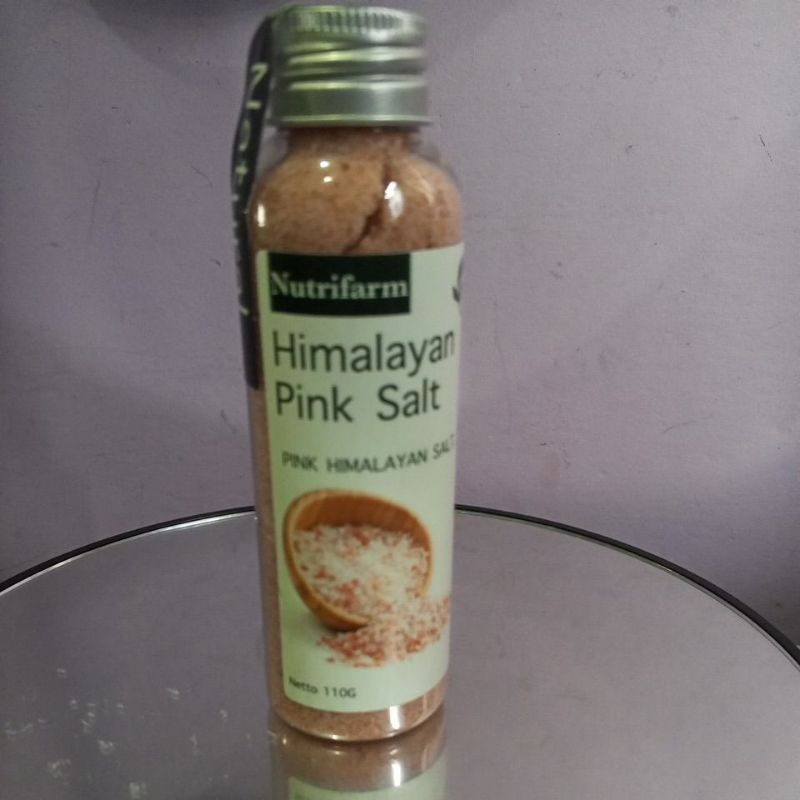 Nutrifarm
Himalayan
Pink Salt
PINK HIMALAYAN SALT
Netto 110G